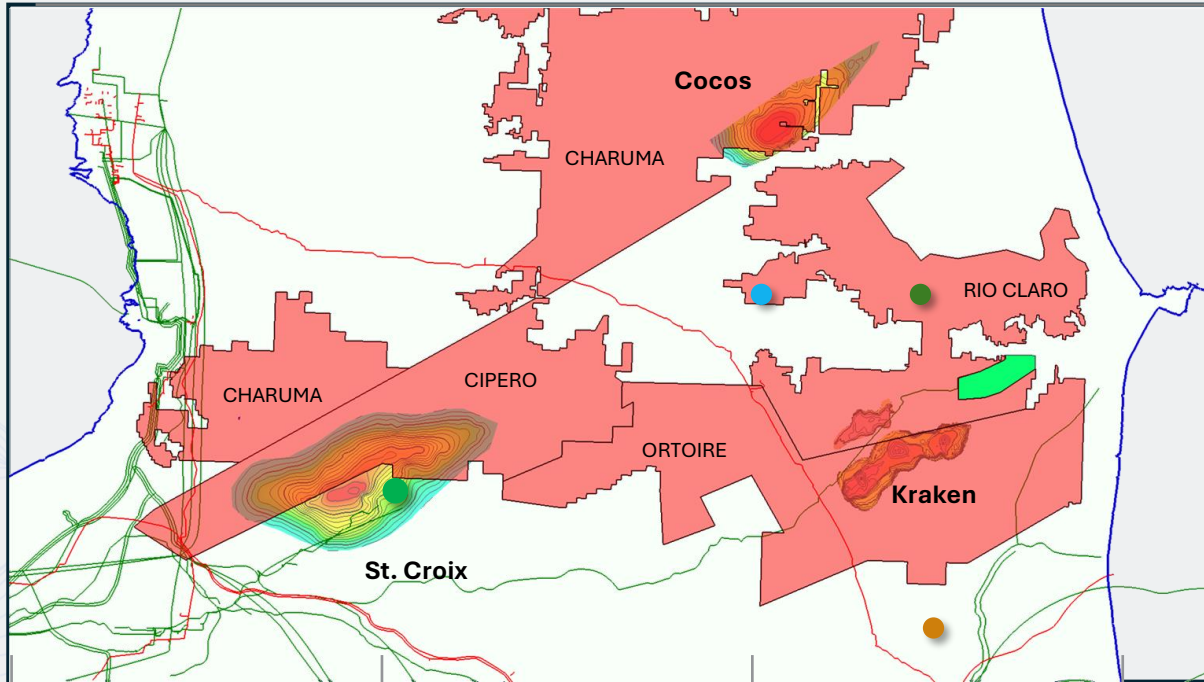 Cocos
CHARUMA
RIO CLARO
CIPERO
CHARUMA
ORTOIRE
Kraken
St. Croix